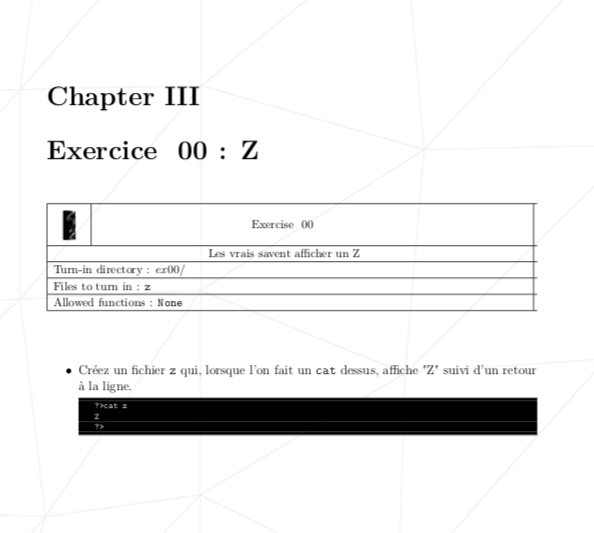 Chapter III
Exercice 00 : Z
Exercise 00
Les vrais savent afficher un Z
Turn-in directory : ex00/
Files to turn in : z
Allowed functions : None
• Créez un fichier z qui, lorsque l'on fait un cat dessus, affiche "Z" suivi d'un retour
à la ligne.
?>cat z
Z
?>